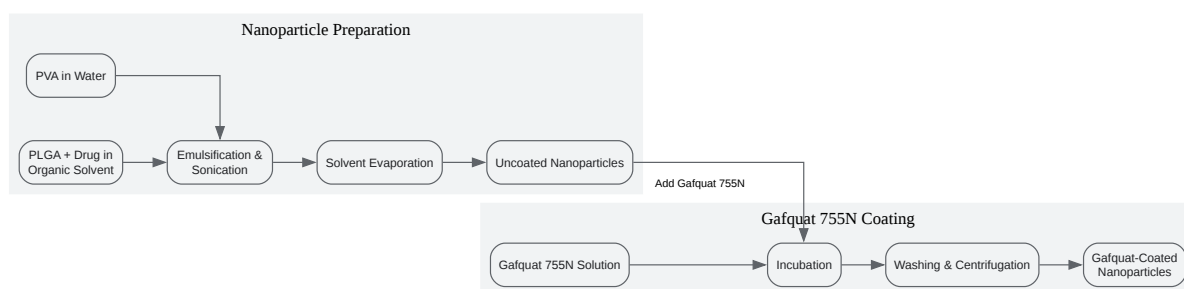 Nanoparticle Preparation
PVA in Water
PLGA + Drug in
Organic Solvent
Emulsification &
Sonication
Solvent Evaporation
Uncoated Nanoparticles
Add Gafquat 755N
Gafquat 755N Coating
Gafquat 755N Solution
Incubation
Washing & Centrifugation
Gafquat-Coated
Nanoparticles